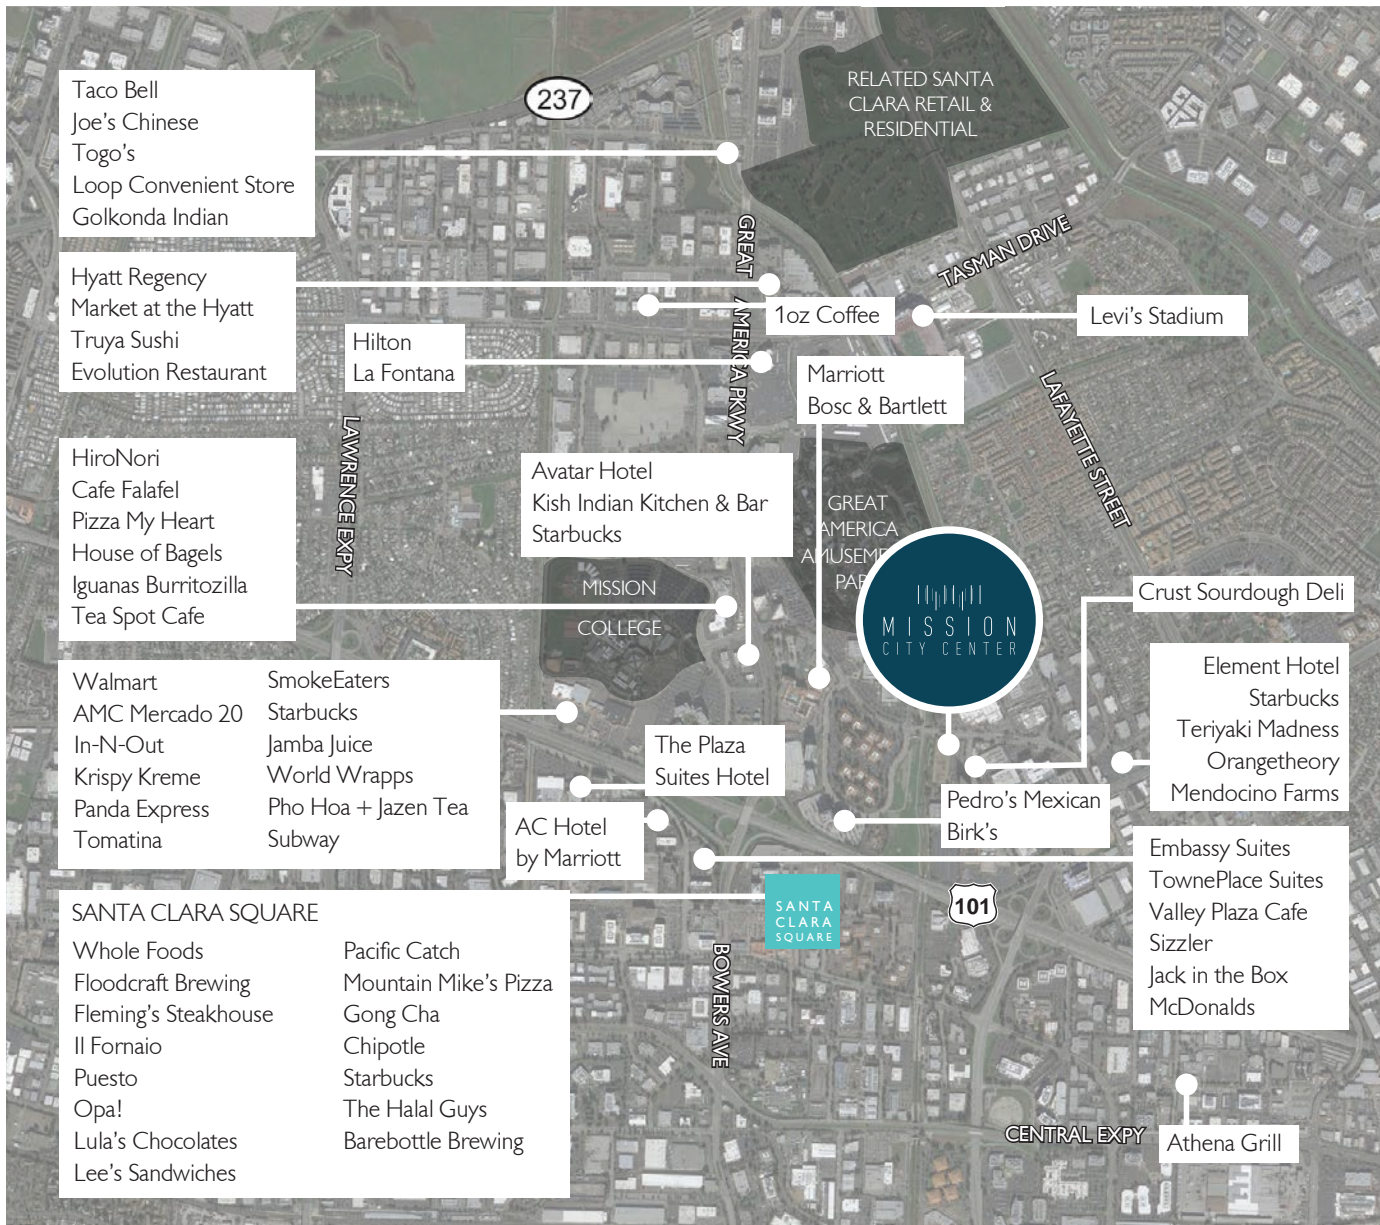 237
RELATED SANTA
CLARA RETAIL &
RESIDENTIAL
Taco Bell
Joe's Chinese
Togo's
Loop Convenient Store
Golkonda Indian
GREAT AMERICA PKWY
TASMAN DRIVE
Hyatt Regency
Market at the Hyatt
Truya Sushi
Evolution Restaurant
1oz Coffee
Levi's Stadium
Hilton
La Fontana
Marriott
Bosc & Bartlett
LAFAYETTE STREET
LAWRENCE EXPY
HiroNori
Cafe Falafel
Pizza My Heart
House of Bagels
Iguanas Burritozilla
Tea Spot Cafe
Avatar Hotel
Kish Indian Kitchen & Bar
Starbucks
GREAT
AMERICA
AMUSEME
PAR
MISSION
COLLEGE
MISSION
CITY CENTER
Crust Sourdough Deli
Element Hotel
Starbucks
Teriyaki Madness
Orangetheory
Mendocino Farms
Walmart
AMC Mercado 20
In-N-Out
Krispy Kreme
Panda Express
Tomatina
SmokeEaters
Starbucks
Jamba Juice
World Wrapps
Pho Hoa + Jazen Tea
Subway
The Plaza
Suites Hotel
AC Hotel
by Marriott
Pedro's Mexican
Birk's
Embassy Suites
TownePlace Suites
Valley Plaza Cafe
Sizzler
Jack in the Box
McDonalds
101
SANTA
CLARA
SQUARE
SANTA CLARA SQUARE
Whole Foods
Floodcraft Brewing
Fleming's Steakhouse
Il Fornaio
Puesto
Opa!
Lula's Chocolates
Lee's Sandwiches
Pacific Catch
Mountain Mike's Pizza
Gong Cha
Chipotle
Starbucks
The Halal Guys
Barebottle Brewing
BOWERS AVE
CENTRAL EXPY
Athena Grill